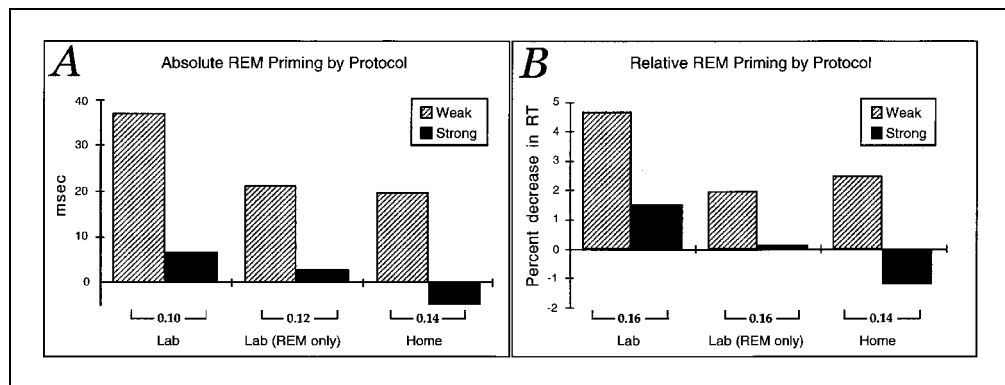 A
Absolute REM Priming by Protocol
40
30
20
10
0
msec
Weak
Strong
0.10
0.12
0.14
Lab
Lab (REM only)
Home
B
Relative REM Priming by Protocol
5
4
3
2
1
0
-1
-2
Percent decrease in RT
Weak
Strong
0.16
0.16
0.14
Lab
Lab (REM only)
Home